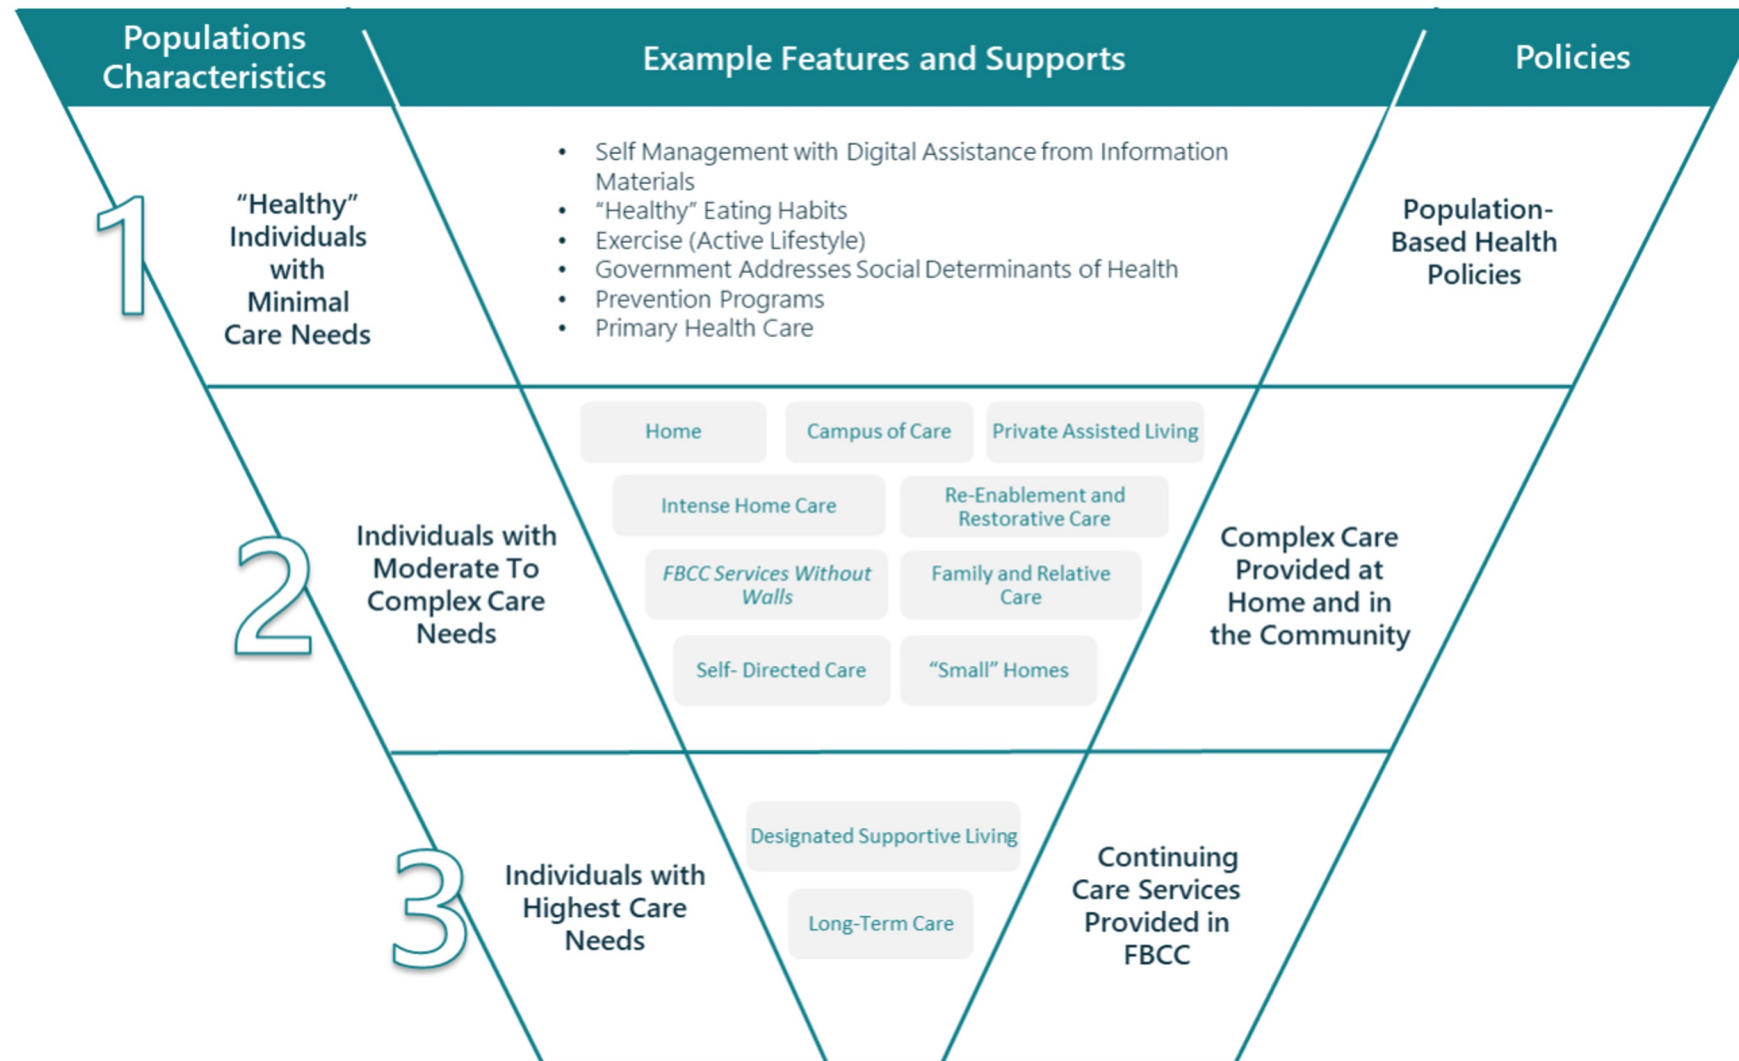 Populations
Characteristics
Example Features and Supports
Policies
1
“Healthy”
Individuals
with
Minimal
Care Needs
• Self Management with Digital Assistance from Information
Materials
• “Healthy” Eating Habits
• Exercise (Active Lifestyle)
• Government Addresses Social Determinants of Health
• Prevention Programs
• Primary Health Care
Population-
Based Health
Policies
2
Individuals with
Moderate To
Complex Care
Needs
Home
Campus of Care
Private Assisted Living
Intense Home Care
Re-Enablement and
Restorative Care
FBCC Services Without
Walls
Family and Relative
Care
Self- Directed Care
“Small” Homes
Complex Care
Provided at
Home and in
the Community
3
Individuals with
Highest Care
Needs
Designated Supportive Living
Long-Term Care
Continuing
Care Services
Provided in
FBCC